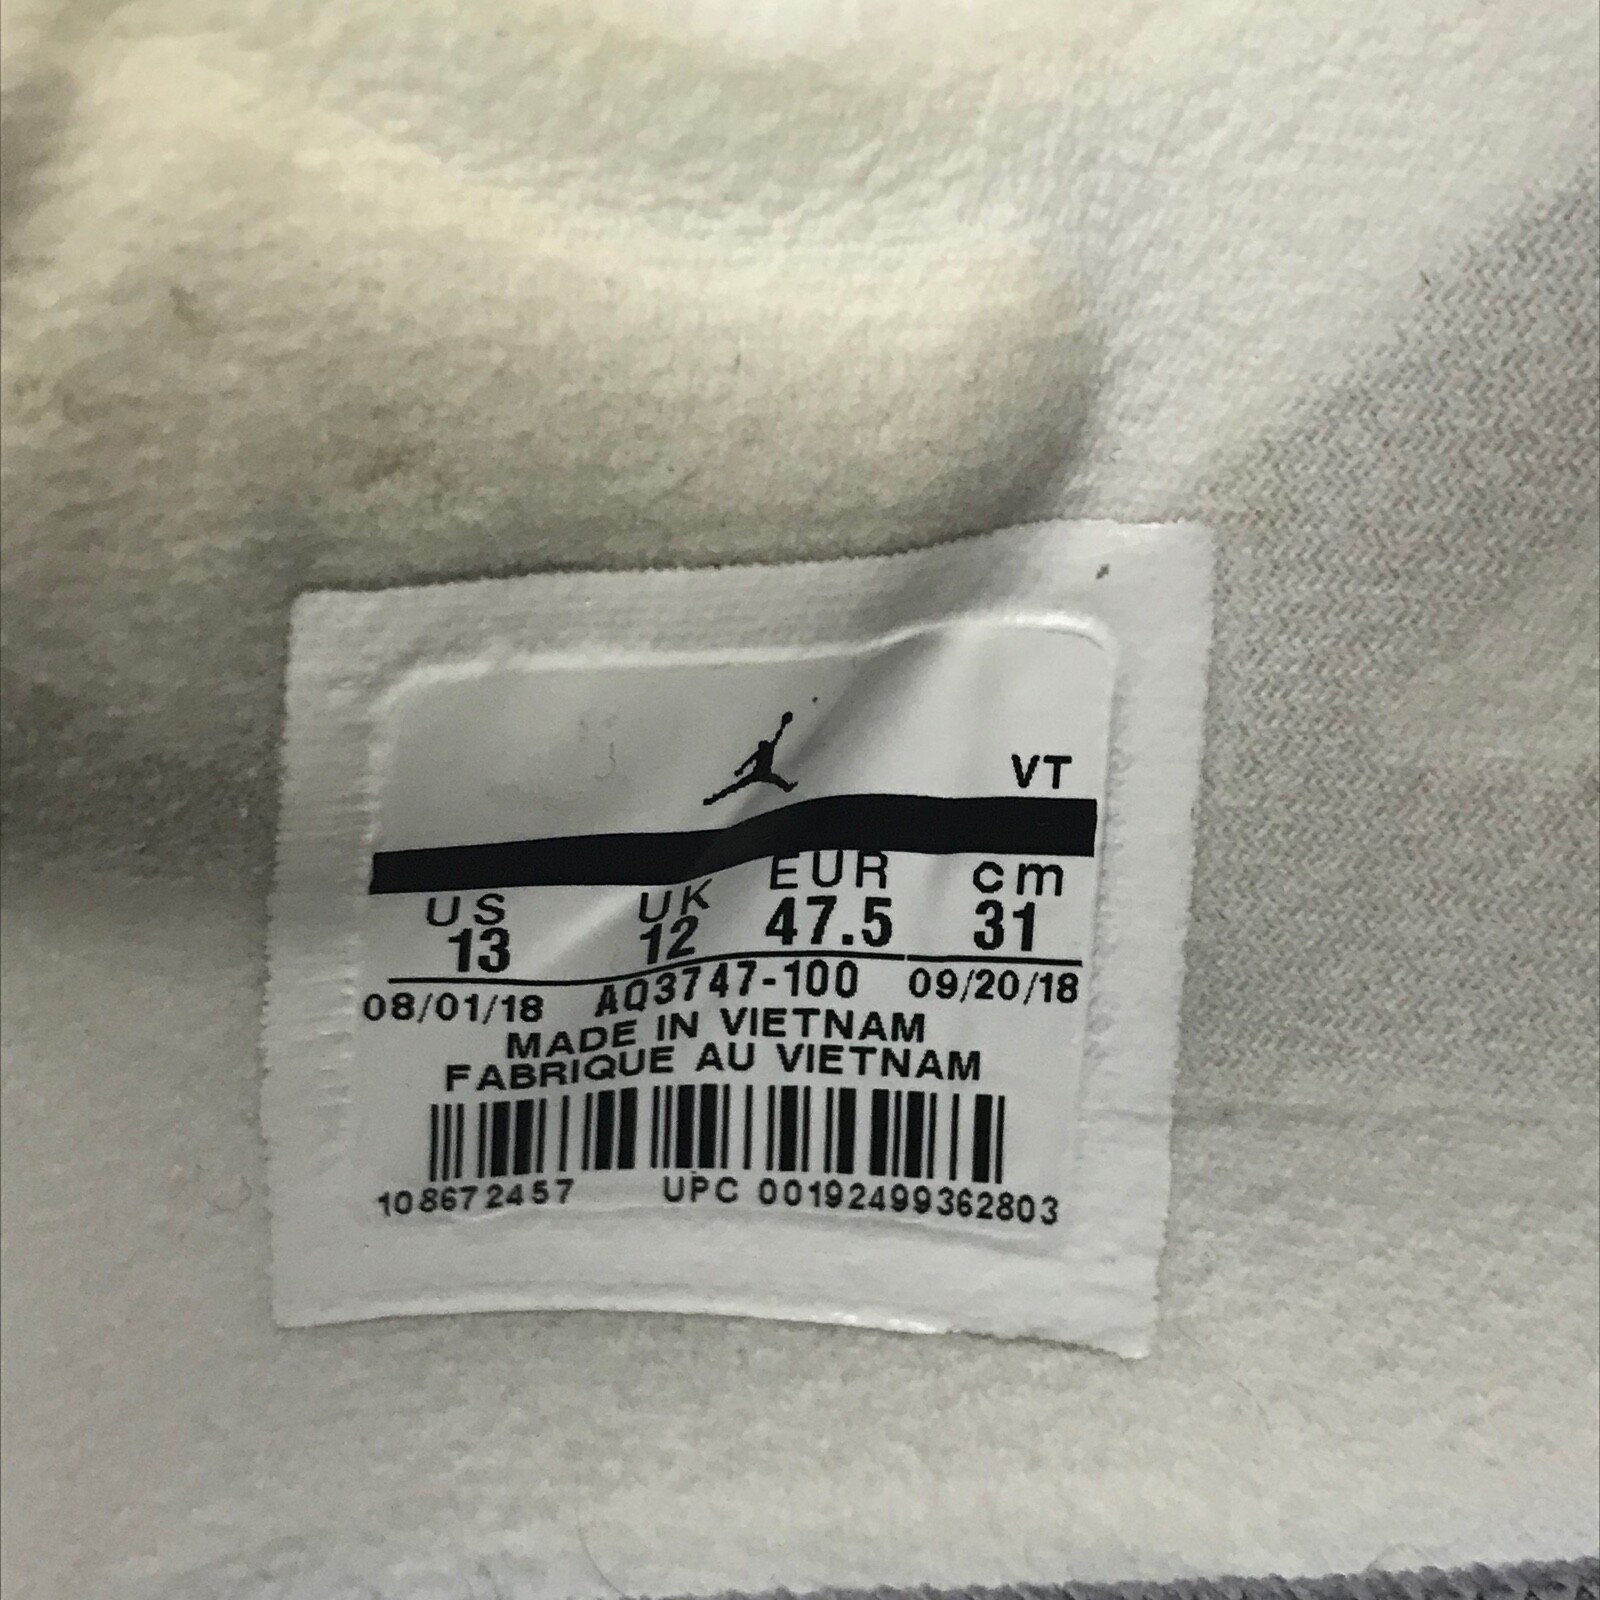 VT
US UK EUR cm
13 12 47.5 31
08/01/18 AQ3747-100 09/20/18
MADE IN VIETNAM
FABRIQUE AU VIETNAM
108672457 UPC 00192499362803